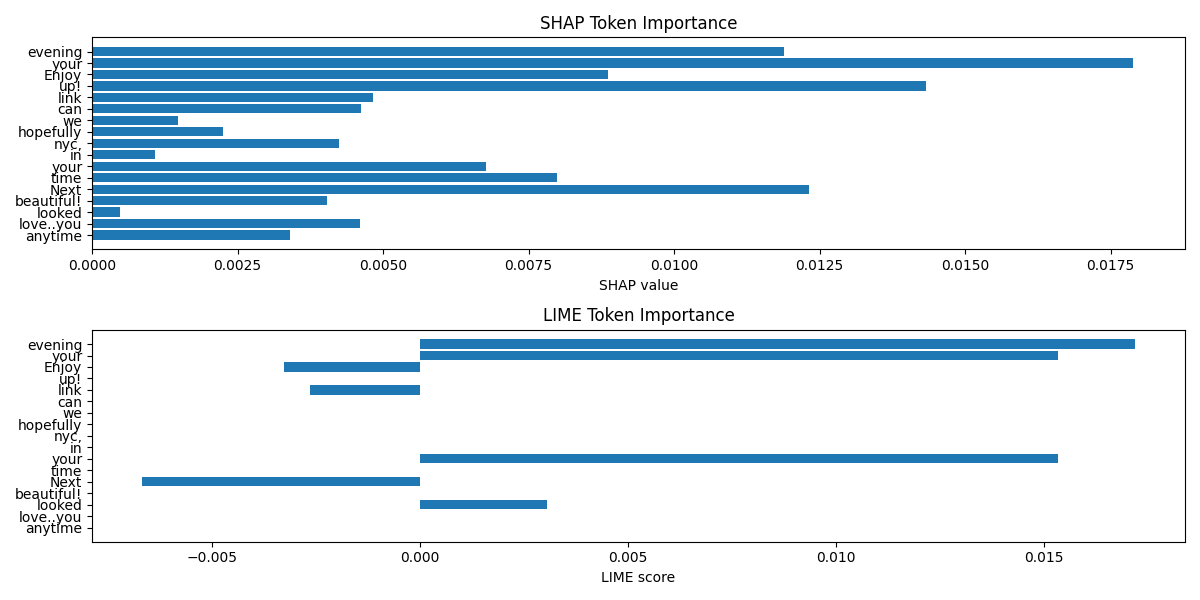 SHAP Token Importance
evening
your
Enjoy
up!
link
can
we
hopefully
nyc,
in
your
time
Next
beautiful!
looked
love..you
anytime
0.0000 0.0025 0.0050 0.0075 0.0100 0.0125 0.0150 0.0175
SHAP value
LIME Token Importance
evening
your
Enjoy
up!
link
can
we
hopefully
nyc,
in
your
time
Next
beautiful!
looked
love..you
anytime
−0.005 0.000 0.005 0.010 0.015
LIME score